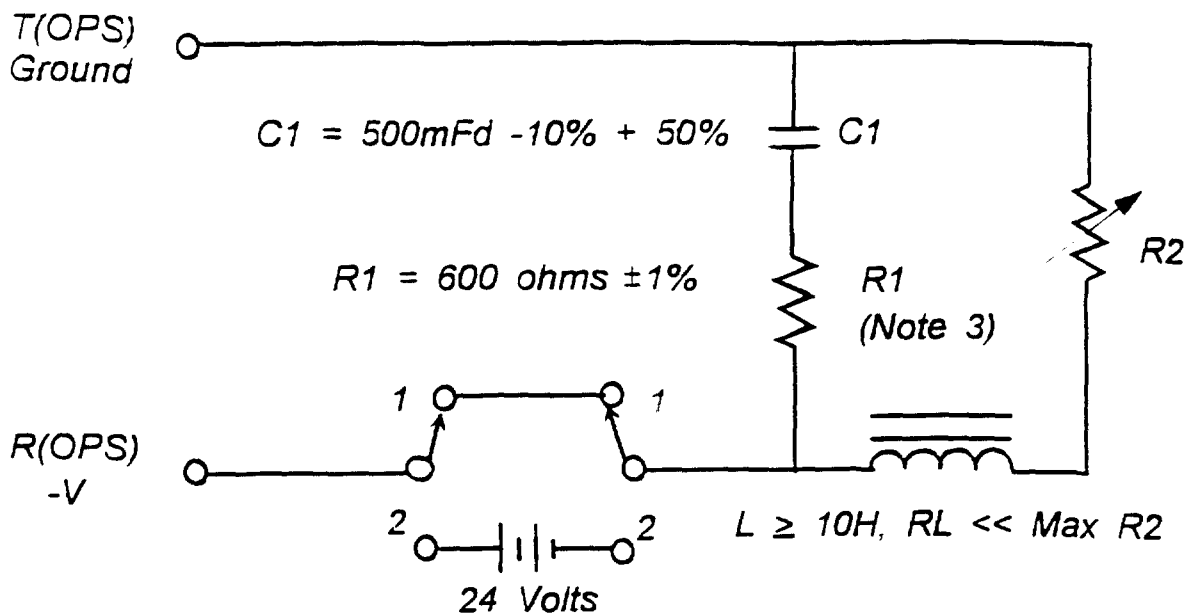 T(OPS)
Ground
C1 = 500mFd -10% + 50%
C1
R2
R1 = 600 ohms ±1%
R1
(Note 3)
1
1
R(OPS)
-V
2
2
L ≥ 10H, RL << Max R2
24 Volts